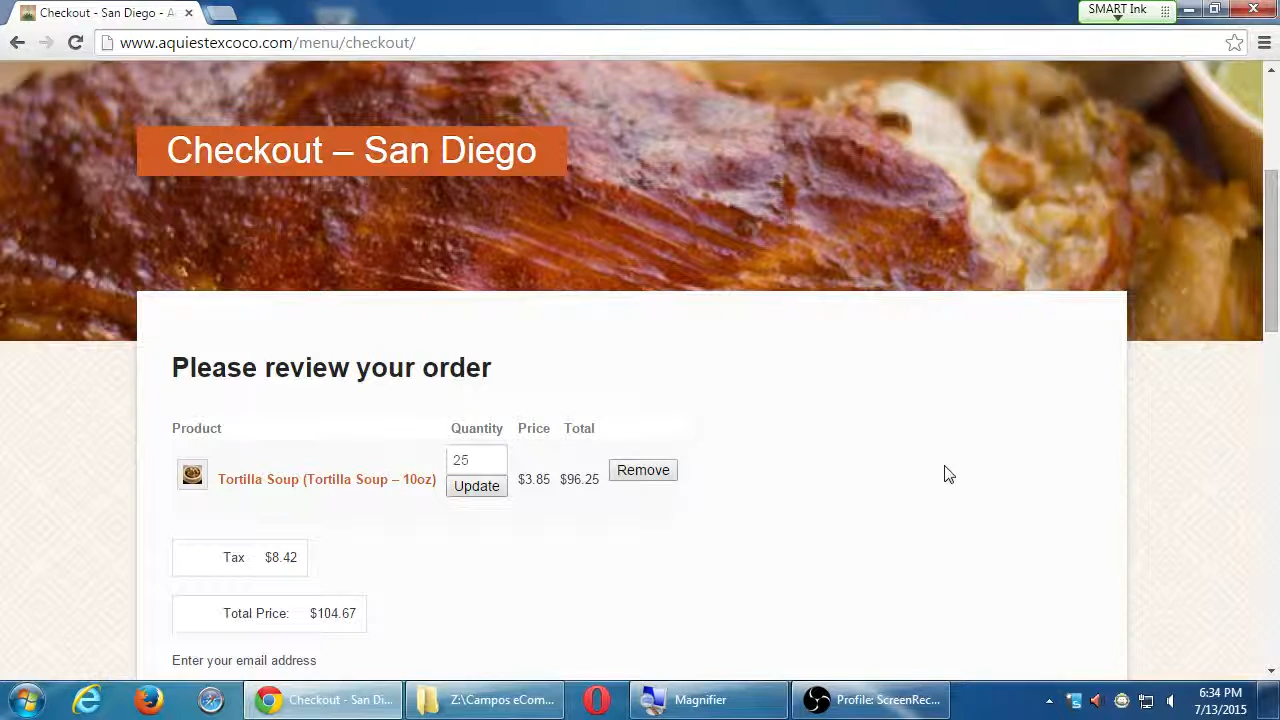 Checkout - San Diego - A
SMART Ink
www.aquiestexcoco.com/menu/checkout/
Checkout – San Diego
Please review your order
Product Quantity Price Total
25
Tortilla Soup (Tortilla Soup – 10oz) Update $3.85 $96.25 Remove
Tax $8.42
Total Price: $104.67
Enter your email address
Checkout - San Di...
Z:\Campos eCom...
Magnifier
Profile: ScreenRec...
6:34 PM
7/13/2015